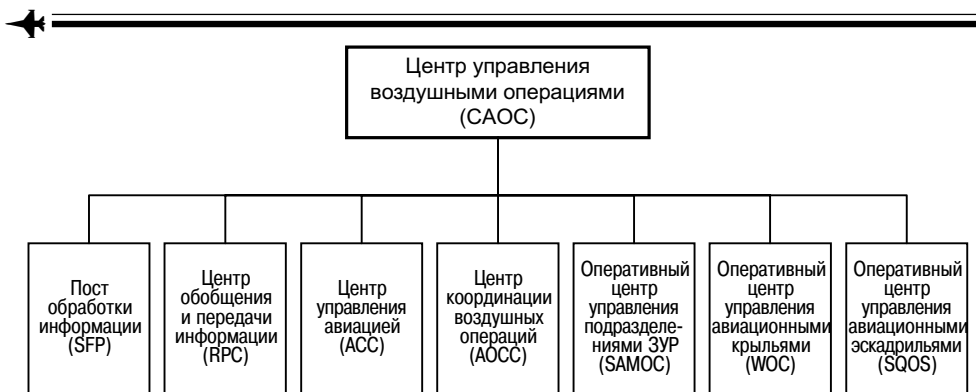 Центр управления
воздушными операциями
(CAOC)
Пост
обработки
информации
(SFP)
Центр
обобщения
и передачи
информации
(RPC)
Центр
управления
авиацией
(ACC)
Центр
координации
воздушных
операций
(AOCC)
Оперативный
центр
управления
подразделе-
ниями ЗУР
(SAMOC)
Оперативный
центр
управления
авиационными
крыльями
(WOC)
Оперативный
центр
управления
авиационными
эскадрильями
(SQOS)